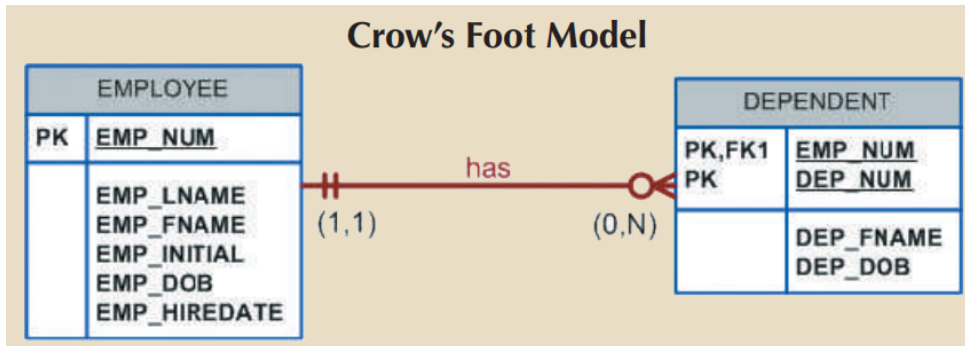 Crow's Foot Model
EMPLOYEE
PK EMP_NUM
EMP_LNAME
EMP_FNAME
EMP_INITIAL
EMP_DOB
EMP_HIREDATE
has
(1,1)
(0,N)
DEPENDENT
PK,FK1 EMP_NUM
PK DEP_NUM
DEP_FNAME
DEP_DOB